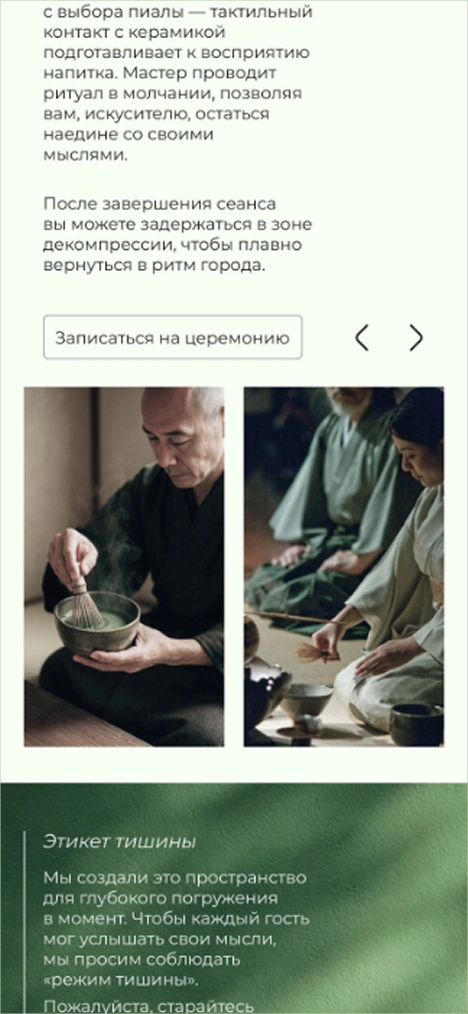 с выбора пиалы — тактильный
контакт с керамикой
подготавливает к восприятию
напитка. Мастер проводит
ритуал в молчании, позволяя
вам, искусителю, остаться
наедине со своими
мыслями.
После завершения сеанса
вы можете задержаться в зоне
декомпрессии, чтобы плавно
вернуться в ритм города.
Записаться на церемонию
Этикет тишины
Мы создали это пространство
для глубокого погружения
в момент. Чтобы каждый гость
мог услышать свои мысли,
мы просим соблюдать
«режим тишины».
Пожалуйста, старайтесь